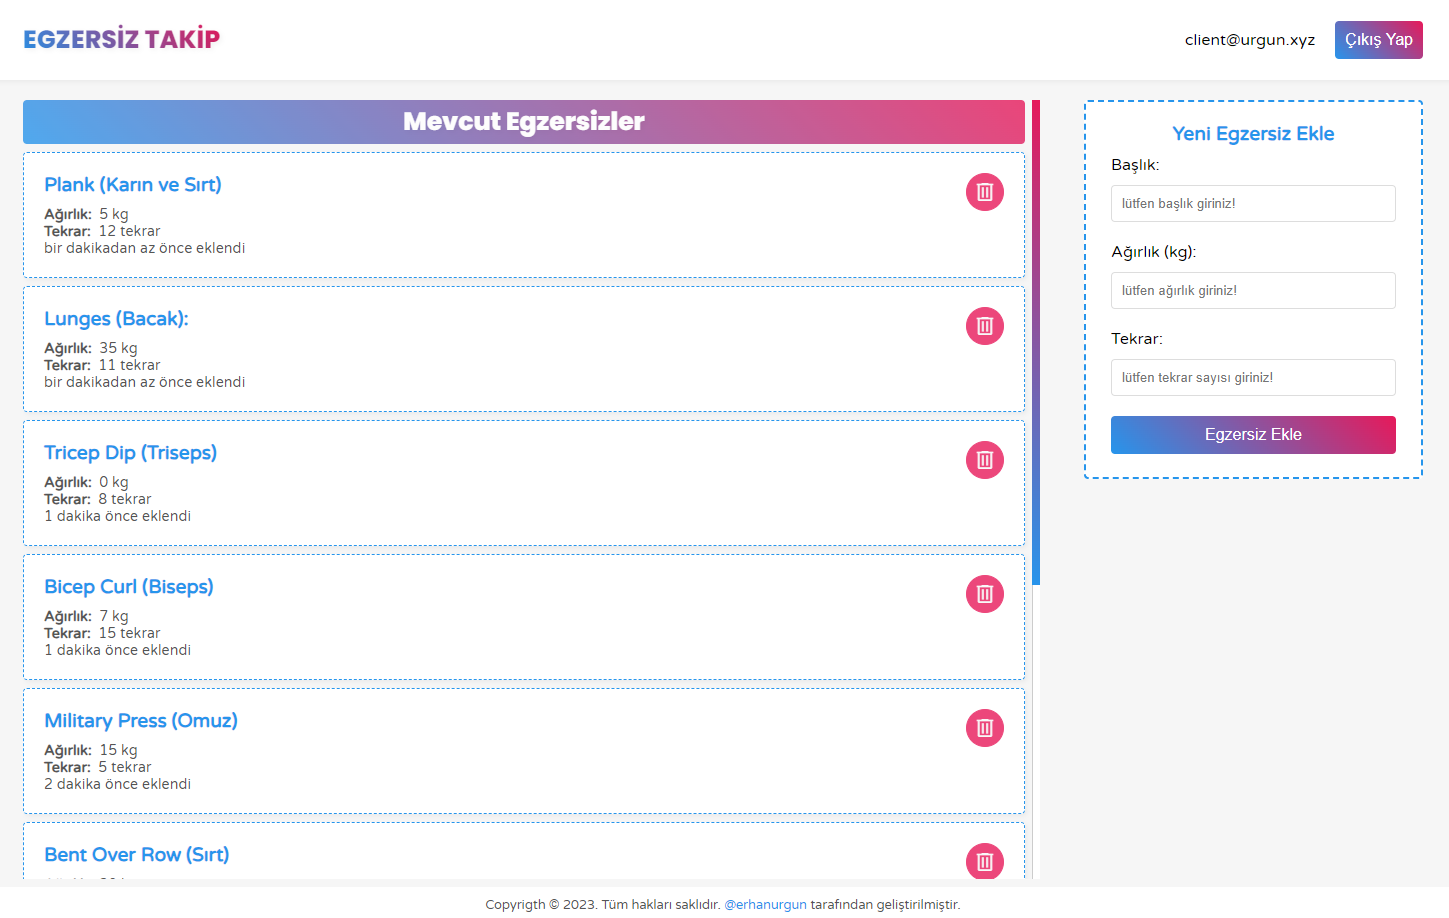 EGZERSİZ TAKİP
client@urgun.xyz
Çıkış Yap
Mevcut Egzersizler
Plank (Karın ve Sırt)
Ağırlık: 5 kg
Tekrar: 12 tekrar
bir dakikadan az önce eklendi
Lunges (Bacak):
Ağırlık: 35 kg
Tekrar: 11 tekrar
bir dakikadan az önce eklendi
Tricep Dip (Triseps)
Ağırlık: 0 kg
Tekrar: 8 tekrar
1 dakika önce eklendi
Bicep Curl (Biseps)
Ağırlık: 7 kg
Tekrar: 15 tekrar
1 dakika önce eklendi
Military Press (Omuz)
Ağırlık: 15 kg
Tekrar: 5 tekrar
2 dakika önce eklendi
Bent Over Row (Sırt)
Yeni Egzersiz Ekle
Başlık:
lütfen başlık giriniz!
Ağırlık (kg):
lütfen ağırlık giriniz!
Tekrar:
lütfen tekrar sayısı giriniz!
Egzersiz Ekle
Copyrigth © 2023. Tüm hakları saklıdır. @erhanurgun tarafından geliştirilmiştir.